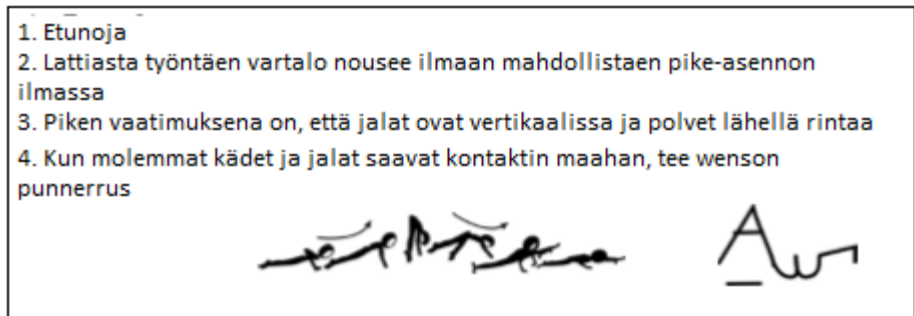 1. Etunoja
2. Lattiasta työntäen vartalo nousee ilmaan mahdollistaen pike-asennon
ilmassa
3. Piken vaatimuksena on, että jalat ovat vertikaalissa ja polvet lähellä rintaa
4. Kun molemmat kädet ja jalat saavat kontaktin maahan, tee wenson
punnerrus